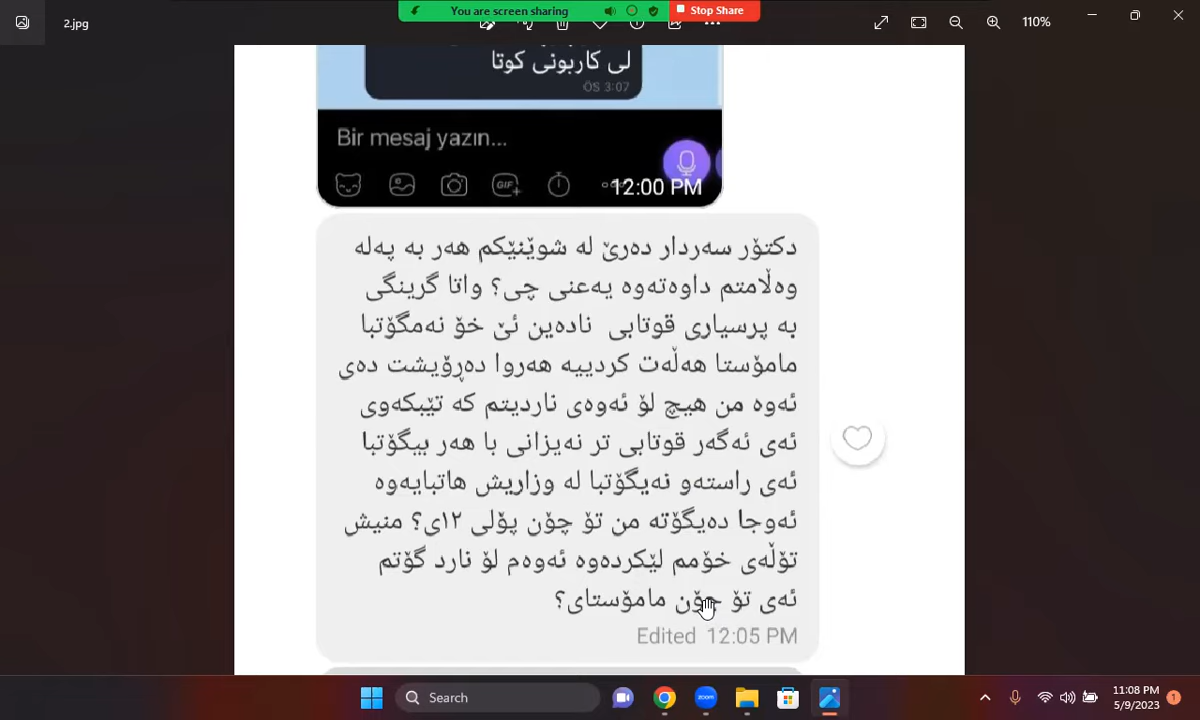 2.jpg
You are screen sharing
Stop Share
110%
لی کاربونی کوتا
ÖS 3:07
Bir mesaj yazın...
GIF
12:00 PM
دکتۆر سەردار دەرێ لە شوێنێکم هەر بە پەلە
وەڵامتم داوەتەوە یەعنی چی؟ واتا گرینگی
بە پرسیاری قوتابی نادەین ئێ خۆ نەمگۆتبا
مامۆستا هەڵەت کردییە هەروا دەڕۆیشت دەی
ئەوە من هیچ لۆ ئەوەی ناردیتم کە تێبکەوی
ئەی ئەگەر قوتابی تر نەیزانی با هەر بیگۆتبا
ئەی راستەو نەیگۆتبا لە وزاریش هاتبایەوە
ئەوجا دەیگۆتە من تۆ چۆن پۆلی ١٢ی؟ منیش
تۆڵەی خۆمم لێکردەوە ئەوەم لۆ نارد گۆتم
ئەی تۆ چۆن مامۆستای؟
Edited 12:05 PM
Search
zoom
11:08 PM
5/9/2023
1